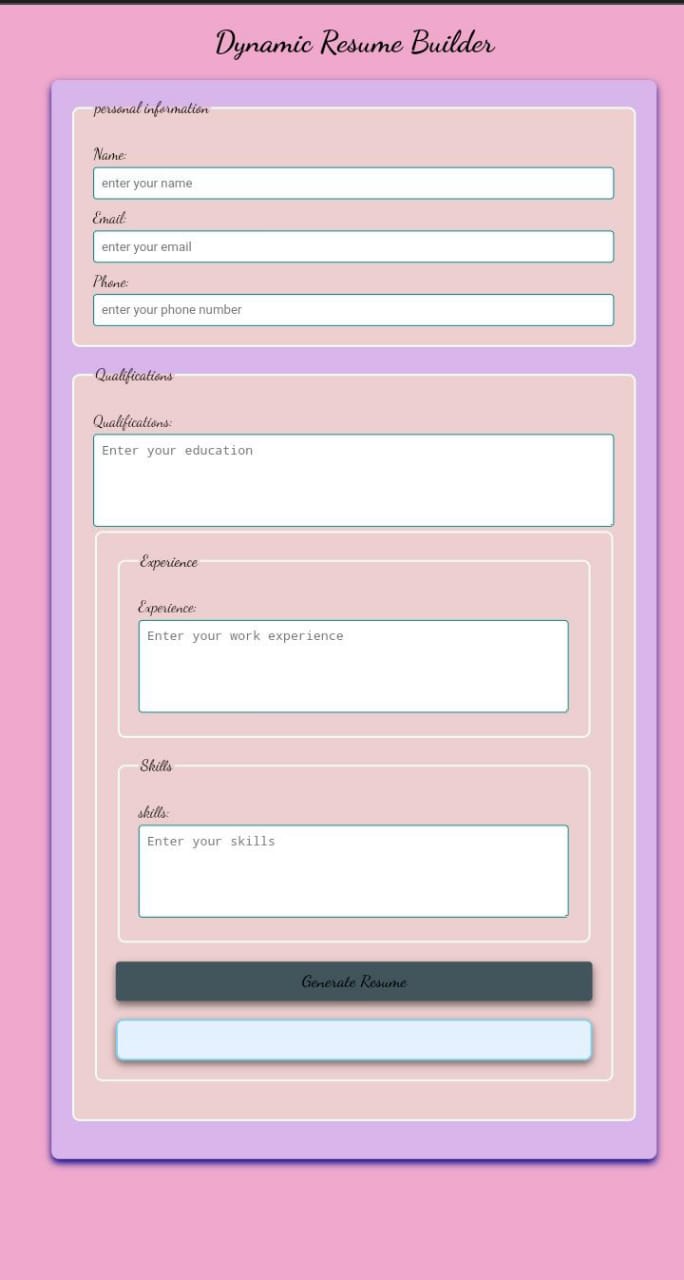 Dynamic Resume Builder
personal information
Name:
enter your name
Email:
enter your email
Phone:
enter your phone number
Qualifications
Qualifications:
Enter your education
Experience
Experience:
Enter your work experience
Skills
skills:
Enter your skills
Generate Resume